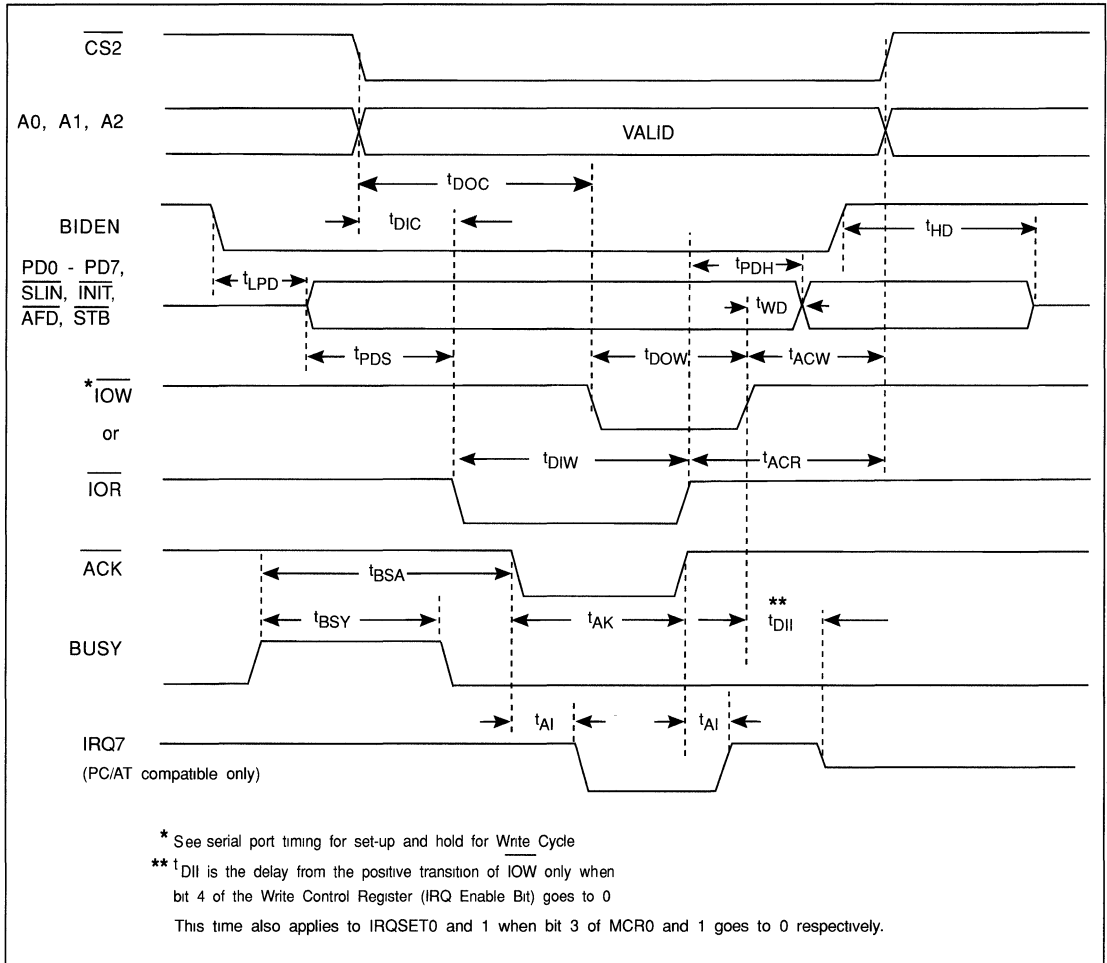 CS2
A0, A1, A2
VALID
tDOC
BIDEN
tDIC
tHD
PD0 - PD7,
SLIN, INIT,
AFD, STB
tLPD
tPDH
tWD
tPDS
tDOW
tACW
*IOW
or
tDIW
tACR
IOR
ACK
tBSA
tBSY
tAK
**
tDII
BUSY
tAI
tAI
IRQ7
(PC/AT compatible only)
* See serial port timing for set-up and hold for Write Cycle
** tDII is the delay from the positive transition of IOW only when
bit 4 of the Write Control Register (IRQ Enable Bit) goes to 0
This time also applies to IRQSET0 and 1 when bit 3 of MCR0 and 1 goes to 0 respectively.